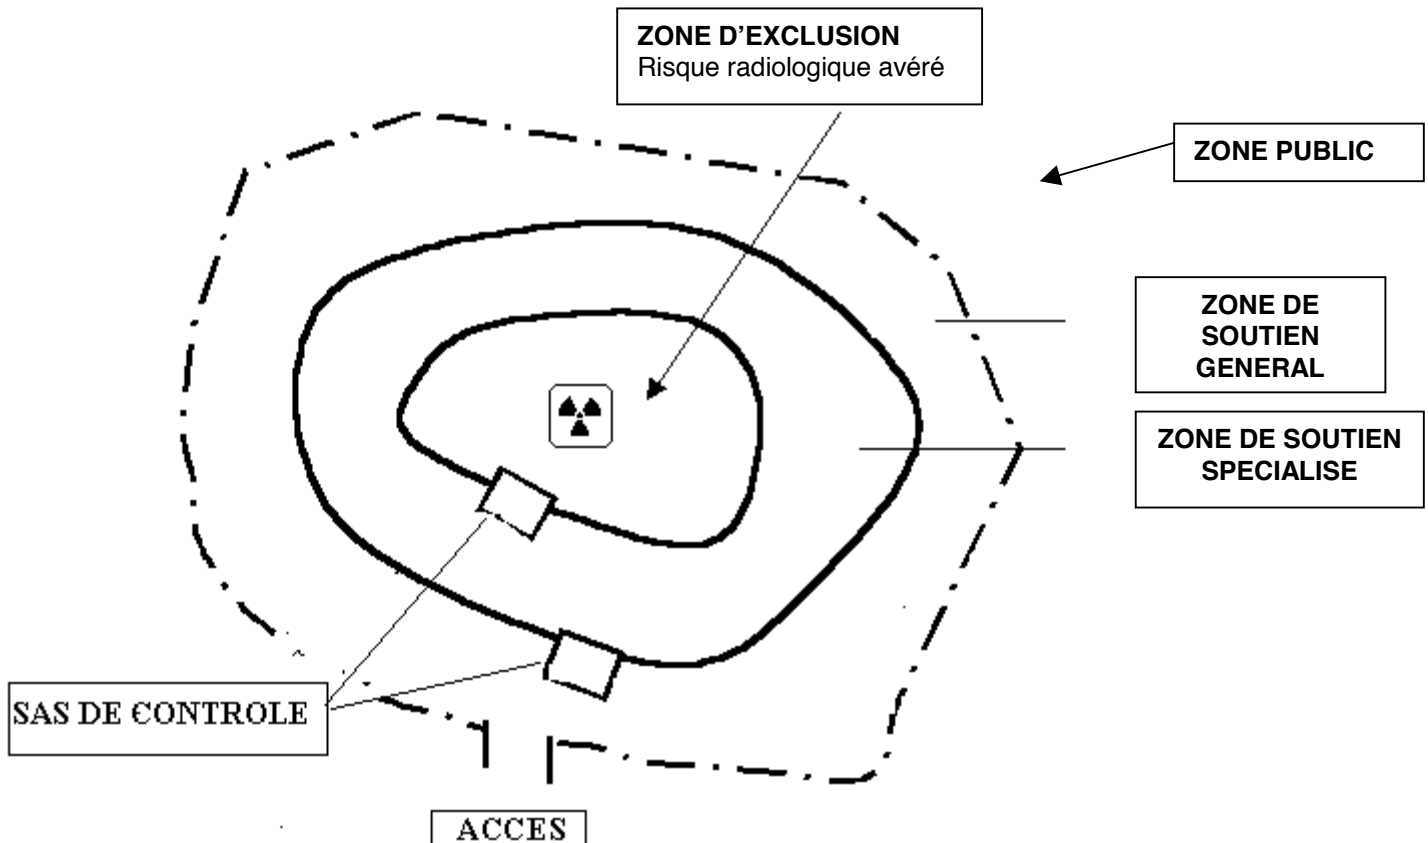 ZONE D'EXCLUSION
Risque radiologique avéré
ZONE PUBLIC
ZONE DE
SOUTIEN
GENERAL
ZONE DE SOUTIEN
SPECIALISE
SAS DE CONTROLE
ACCES